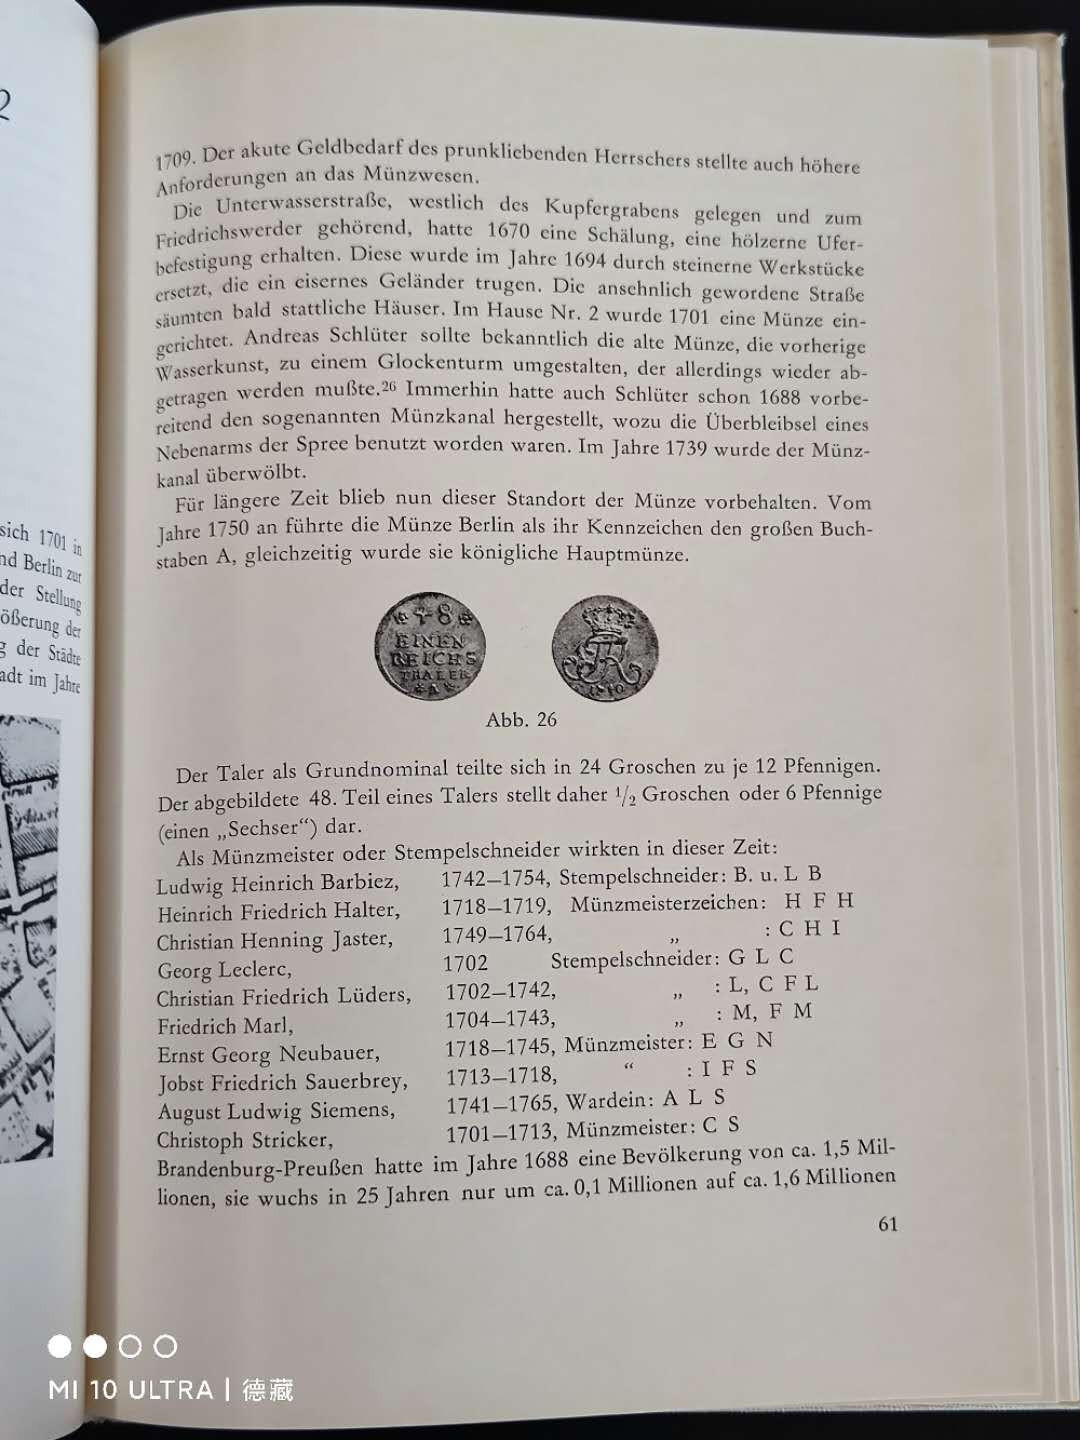 2
sich 1701 in
nd Berlin zur
der Stellung
ößerung der
g der Städte
adt im Jahre
1709. Der akute Geldbedarf des prunkliebenden Herrschers stellte auch höhere
Anforderungen an das Münzwesen.
Die Unterwasserstraße, westlich des Kupfergrabens gelegen und zum
Friedrichswerder gehörend, hatte 1670 eine Schälung, eine hölzerne Ufer-
befestigung erhalten. Diese wurde im Jahre 1694 durch steinerne Werkstücke
ersetzt, die ein eisernes Geländer trugen. Die ansehnlich gewordene Straße
säumten bald stattliche Häuser. Im Hause Nr. 2 wurde 1701 eine Münze ein-
gerichtet. Andreas Schlüter sollte bekanntlich die alte Münze, die vorherige
Wasserkunst, zu einem Glockenturm umgestalten, der allerdings wieder ab-
getragen werden mußte.²⁶ Immerhin hatte auch Schlüter schon 1688 vorbe-
reitend den sogenannten Münzkanal hergestellt, wozu die Überbleibsel eines
Nebenarms der Spree benutzt worden waren. Im Jahre 1739 wurde der Münz-
kanal überwölbt.
Für längere Zeit blieb nun dieser Standort der Münze vorbehalten. Vom
Jahre 1750 an führte die Münze Berlin als ihr Kennzeichen den großen Buch-
staben A, gleichzeitig wurde sie königliche Hauptmünze.
48
EINEN
REICHS
THALER
A
Abb. 26
Der Taler als Grundnominal teilte sich in 24 Groschen zu je 12 Pfennigen.
Der abgebildete 48. Teil eines Talers stellt daher ¹/₂ Groschen oder 6 Pfennige
(einen „Sechser“) dar.
Als Münzmeister oder Stempelschneider wirkten in dieser Zeit:
Ludwig Heinrich Barbiez, 1742—1754, Stempelschneider: B. u. L B
Heinrich Friedrich Halter, 1718—1719, Münzmeisterzeichen: H F H
Christian Henning Jaster, 1749—1764, „ : C H I
Georg Leclerc, 1702 Stempelschneider: G L C
Christian Friedrich Lüders, 1702—1742, „ : L, C F L
Friedrich Marl, 1704—1743, „ : M, F M
Ernst Georg Neubauer, 1718—1745, Münzmeister: E G N
Jobst Friedrich Sauerbrey, 1713—1718, “ : I F S
August Ludwig Siemens, 1741—1765, Wardein: A L S
Christoph Stricker, 1701—1713, Münzmeister: C S
Brandenburg-Preußen hatte im Jahre 1688 eine Bevölkerung von ca. 1,5 Mil-
lionen, sie wuchs in 25 Jahren nur um ca. 0,1 Millionen auf ca. 1,6 Millionen
61
MI 10 ULTRA | 德藏